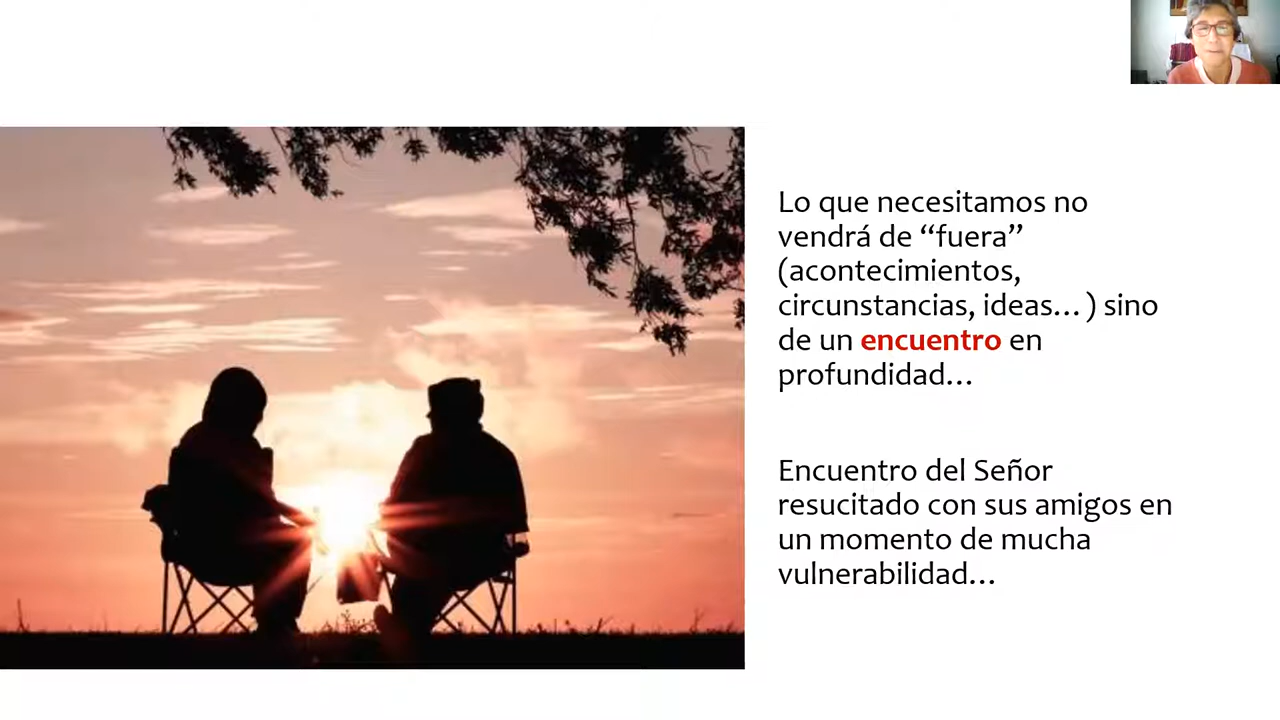 Lo que necesitamos no
vendrá de “fuera”
(acontecimientos,
circunstancias, ideas… ) sino
de un encuentro en
profundidad…
Encuentro del Señor
resucitado con sus amigos en
un momento de mucha
vulnerabilidad…